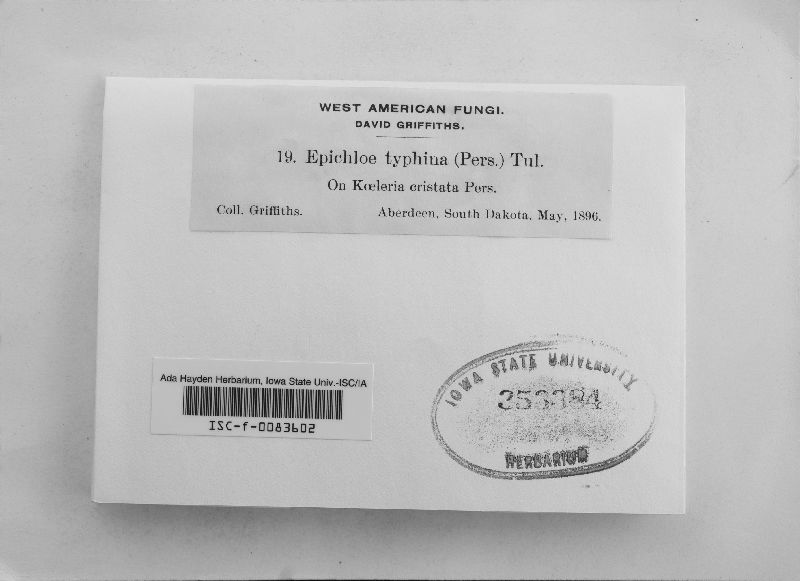 WEST AMERICAN FUNGI.
DAVID GRIFFITHS.
19. Epichloe typhina (Pers.) Tul.
On Kœleria cristata Pers.
Coll. Griffiths. Aberdeen, South Dakota, May, 1896.
Ada Hayden Herbarium, Iowa State Univ.-ISC/IA
ISC-f-0083602
IOWA STATE UNIVERSITY
HERBARIUM